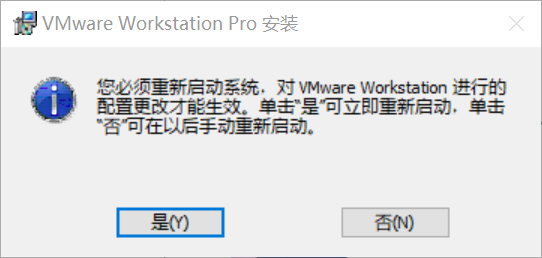 VMware Workstation Pro 安装
您必须重新启动系统，对 VMware Workstation 进行的
配置更改才能生效。单击“是”可立即重新启动，单击
“否”可在以后手动重新启动。
是(Y)
否(N)